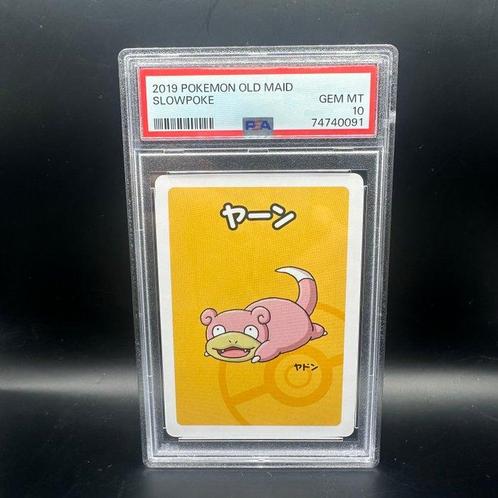 2019 POKEMON OLD MAID
SLOWPOKE
GEM MT
10
PSA
74740091
ヤーン
ヤドン